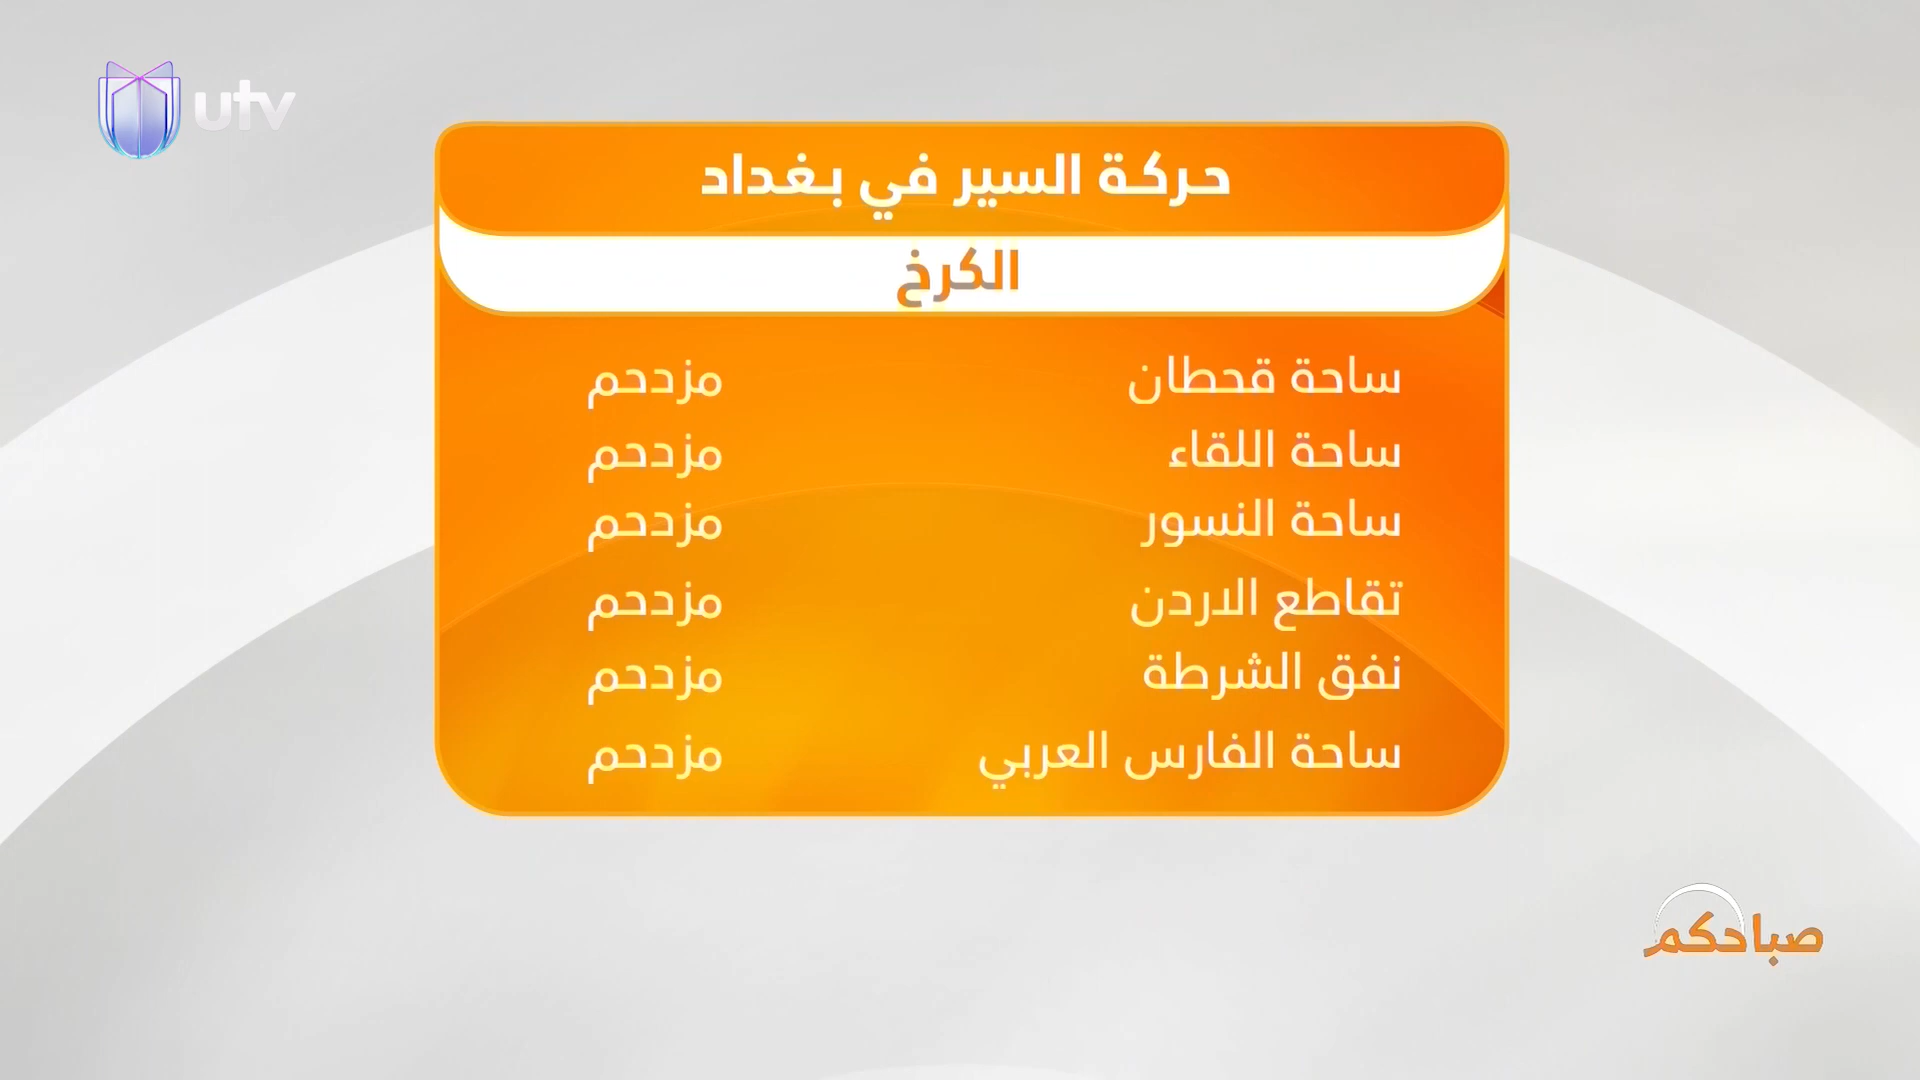 utv
حركة السير في بغداد
الكرخ
ساحة قحطان مزدحم
ساحة اللقاء مزدحم
ساحة النسور مزدحم
تقاطع الاردن مزدحم
نفق الشرطة مزدحم
ساحة الفارس العربي مزدحم
صباحكم